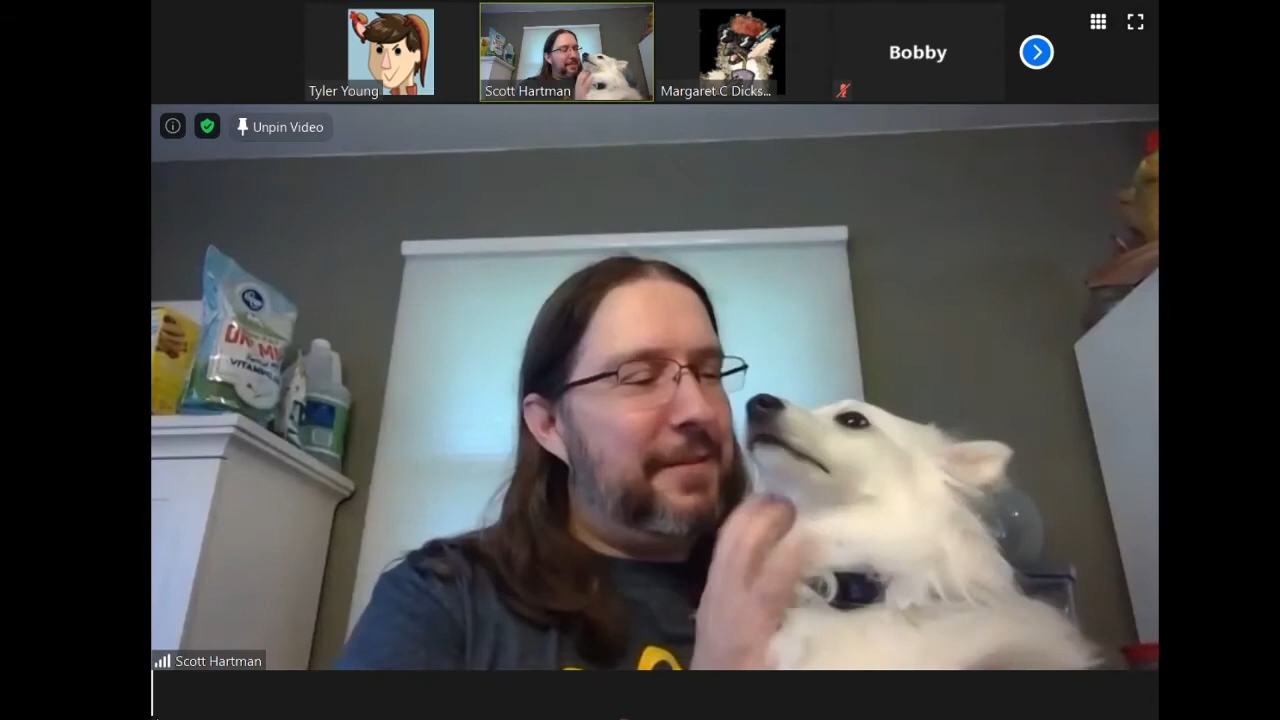 Tyler Young
Scott Hartman
Margaret C Dicks...
Bobby
Unpin Video
VITAMIN
Scott Hartman